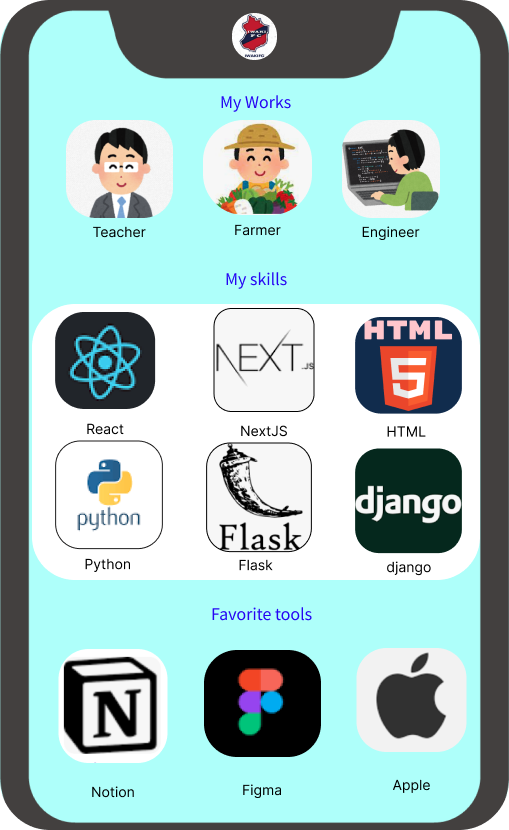 IWAKI
FC
IWAKIFC
My Works
Teacher
Farmer
Engineer
My skills
NEXT.JS
HTML
5
React
NextJS
HTML
python
Flask
django
Python
Flask
django
Favorite tools
N
Notion
Figma
Apple